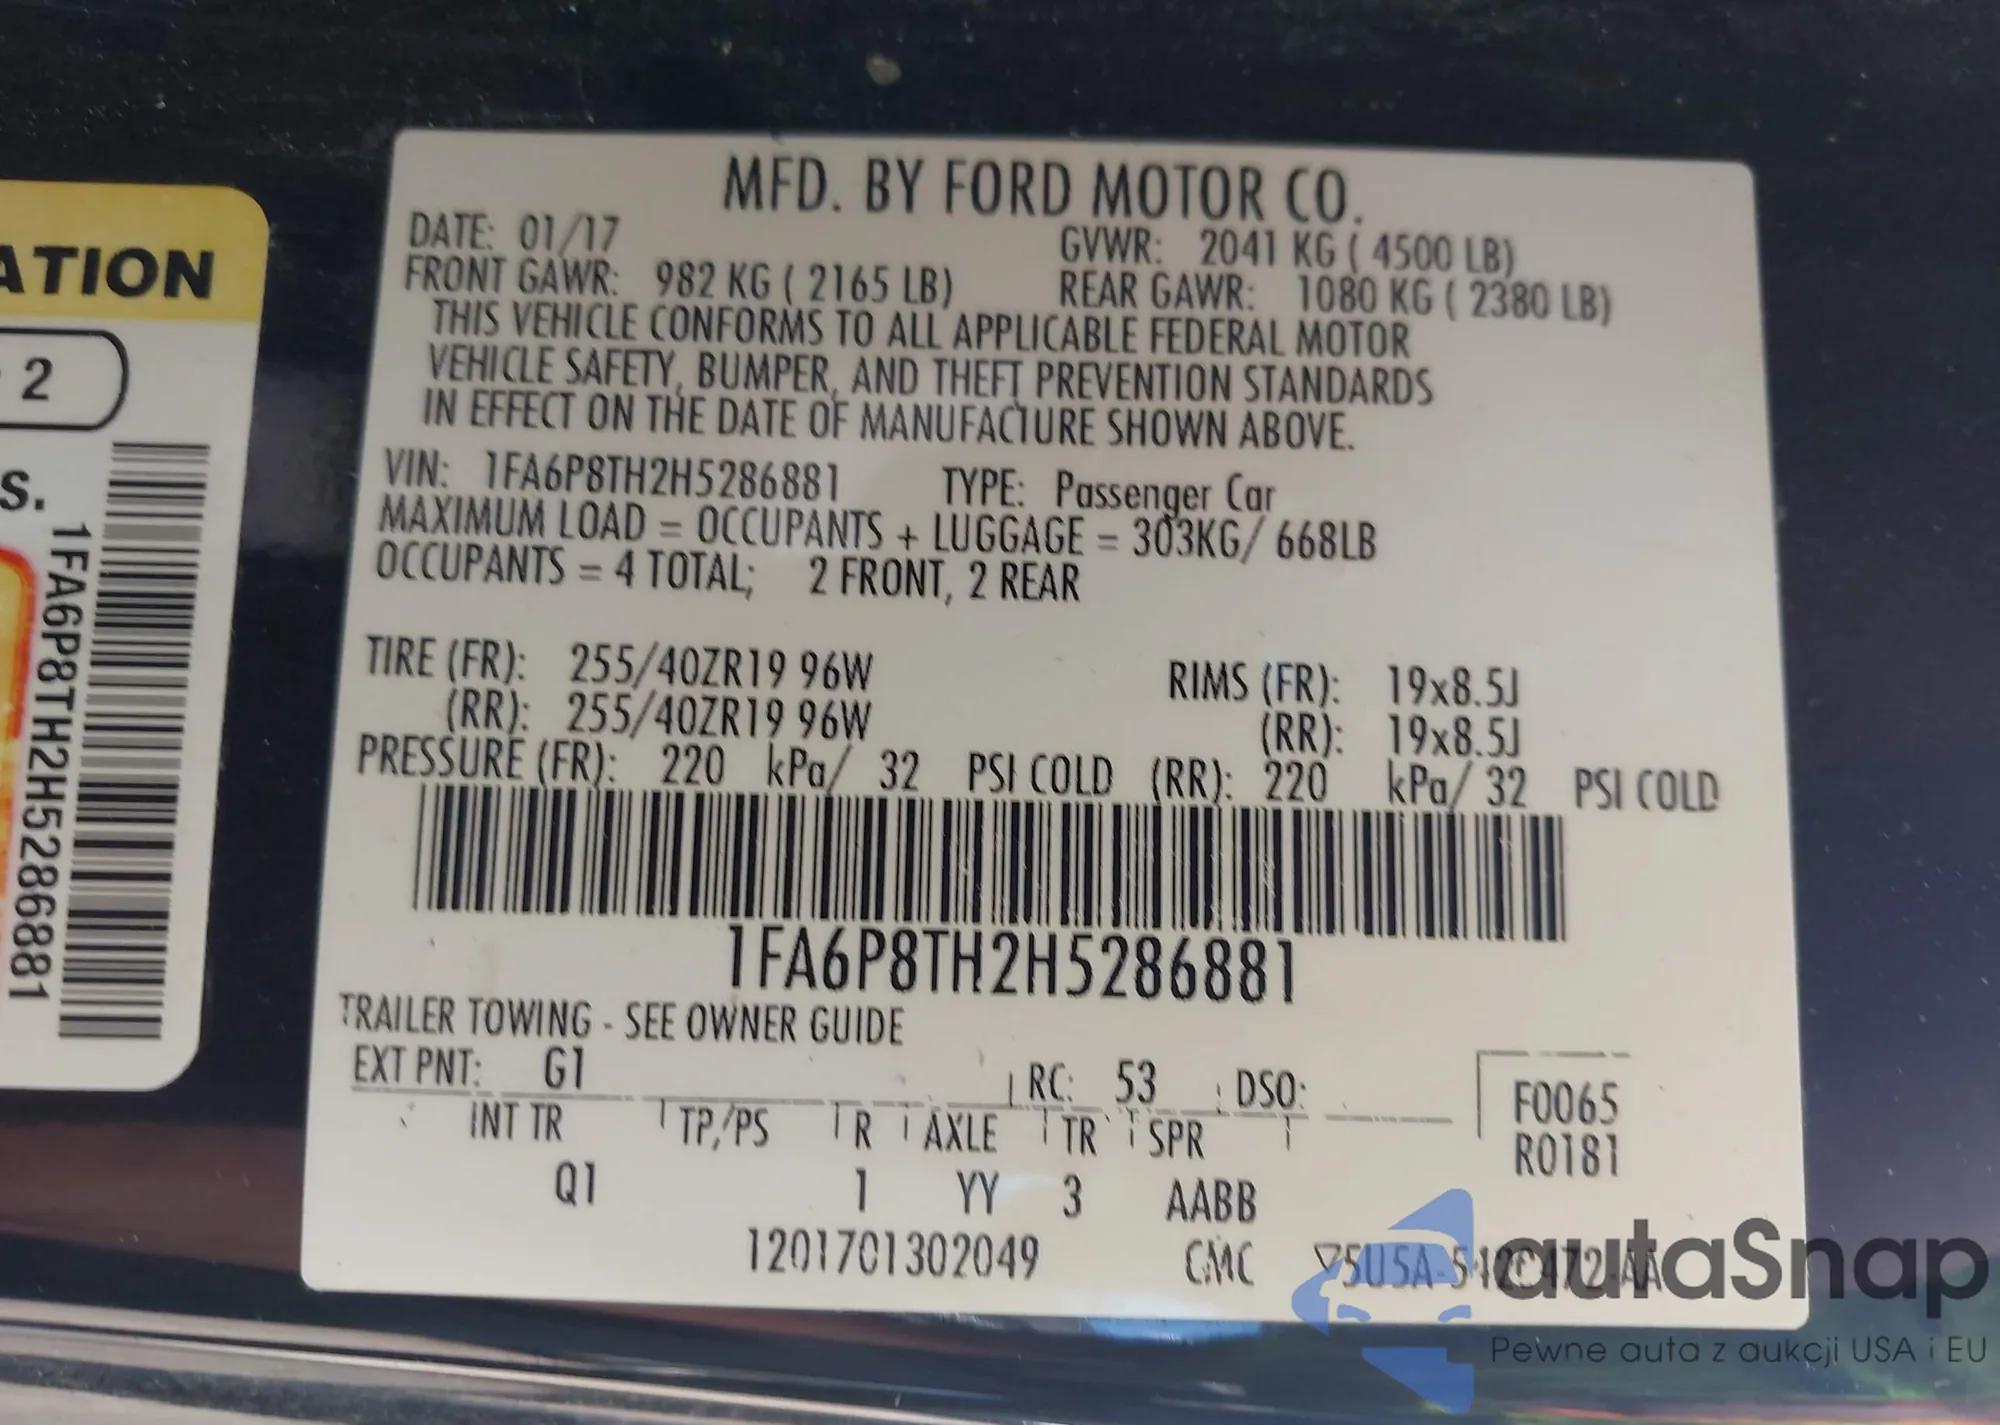 ATION
2
S.
1FA6P8TH2H5286881
MFD. BY FORD MOTOR CO.
DATE: 01/17 GVWR: 2041 KG ( 4500 LB)
FRONT GAWR: 982 KG ( 2165 LB) REAR GAWR: 1080 KG ( 2380 LB)
THIS VEHICLE CONFORMS TO ALL APPLICABLE FEDERAL MOTOR
VEHICLE SAFETY, BUMPER, AND THEFT PREVENTION STANDARDS
IN EFFECT ON THE DATE OF MANUFACTURE SHOWN ABOVE.
VIN: 1FA6P8TH2H5286881 TYPE: Passenger Car
MAXIMUM LOAD = OCCUPANTS + LUGGAGE = 303KG/ 668LB
OCCUPANTS = 4 TOTAL; 2 FRONT, 2 REAR
TIRE (FR): 255/40ZR19 96W RIMS (FR): 19x8.5J
(RR): 255/40ZR19 96W (RR): 19x8.5J
PRESSURE (FR): 220 kPa/ 32 PSI COLD (RR): 220 kPa/ 32 PSI COLD
1FA6P8TH2H5286881
TRAILER TOWING - SEE OWNER GUIDE
EXT PNT: G1 RC: 53 DSO:
F0065
R0181
INT TR TP/PS R AXLE TR SPR
Q1 1 YY 3 AABB
1201701302049 CMC
autaSnap
Pewne auta z aukcji USA i EU